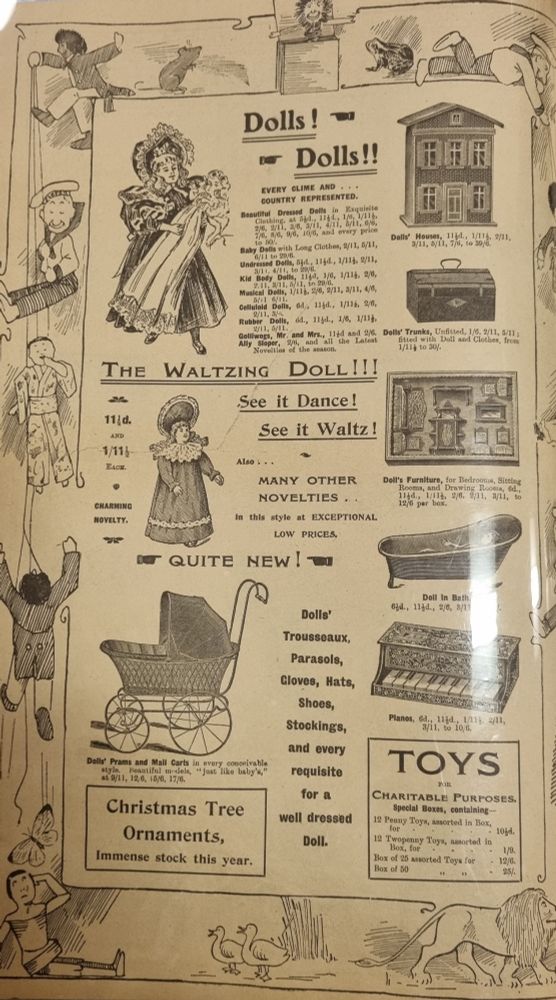 Dolls!
Dolls!!
EVERY CLIME AND . . .
COUNTRY REPRESENTED.
Beautiful Dressed Dolls in Exquisite
Clothing, at 5½d., 11½d., 1/6, 1/11½,
2/6, 2/11, 3/6, 3/11, 4/11, 5/11, 6/6,
7/6, 8/6, 9/6, 10/6, and every price
to 50/.
Baby Dolls with Long Clothes, 2/11, 5/11,
6/11 to 29/6.
Undressed Dolls, 5½d., 11½d., 1/11½, 2/11,
3/11, 4/11, to 29/6.
Kid Body Dolls, 11½d, 1/6, 1/11½, 2/6,
2.11, 3/11, 5/11, to 29/6.
Musical Dolls, 1/11½, 2/6, 2/11, 3/11, 4/6,
5/11 6/11.
Celluloid Dolls, 6d., 11½d., 1/11½, 2/6,
2/11, 3/-.
Rubber Dolls, 6d., 11½d., 1/6, 1/11½,
2/11, 5/11.
Golliwogs, Mr. and Mrs., 11½d and 2/6.
Ally Sloper, 2/6, and all the Latest
Novelties of the season.
Dolls' Houses, 11½d., 1/11½, 2/11,
3/11, 5/11, 7/6, to 39/6.
Dolls' Trunks, Unfitted, 1/6, 2/11, 5/11;
fitted with Doll and Clothes, from
1/11½ to 30/.
THE WALTZING DOLL!!!
11½d.
AND
1/11½
EACH.
CHARMING
NOVELTY.
See it Dance!
See it Waltz!
Also . . .
MANY OTHER
NOVELTIES . .
in this style at EXCEPTIONAL
LOW PRICES.
Doll's Furniture, for Bedrooms, Sitting
Rooms, and Drawing Rooms, 6d.,
11½d., 1/11½, 2/6, 2/11, 3/11, to
12/6 per box.
QUITE NEW!
Doll in Bath,
6½d., 11½d., 2/6, 3/11
Pianos, 6d., 11½d., 1/11½, 2/11,
3/11, to 10/6.
Dolls'
Trousseaux,
Parasols,
Gloves, Hats,
Shoes,
Stockings,
and every
requisite
for a
well dressed
Doll.
Dolls' Prams and Mail Carts in every conceivable
style. Beautiful models, "just like baby's,"
at 9/11, 12/6, 15/6, 17/6.
Christmas Tree
Ornaments,
Immense stock this year.
TOYS
FOR
CHARITABLE PURPOSES.
Special Boxes, containing—
12 Penny Toys, assorted in Box,
for - - - - 10½d.
12 Twopenny Toys, assorted in
Box, for - - - 1/9.
Box of 25 assorted Toys for - 12/6.
Box of 50 „ „ - 25/.